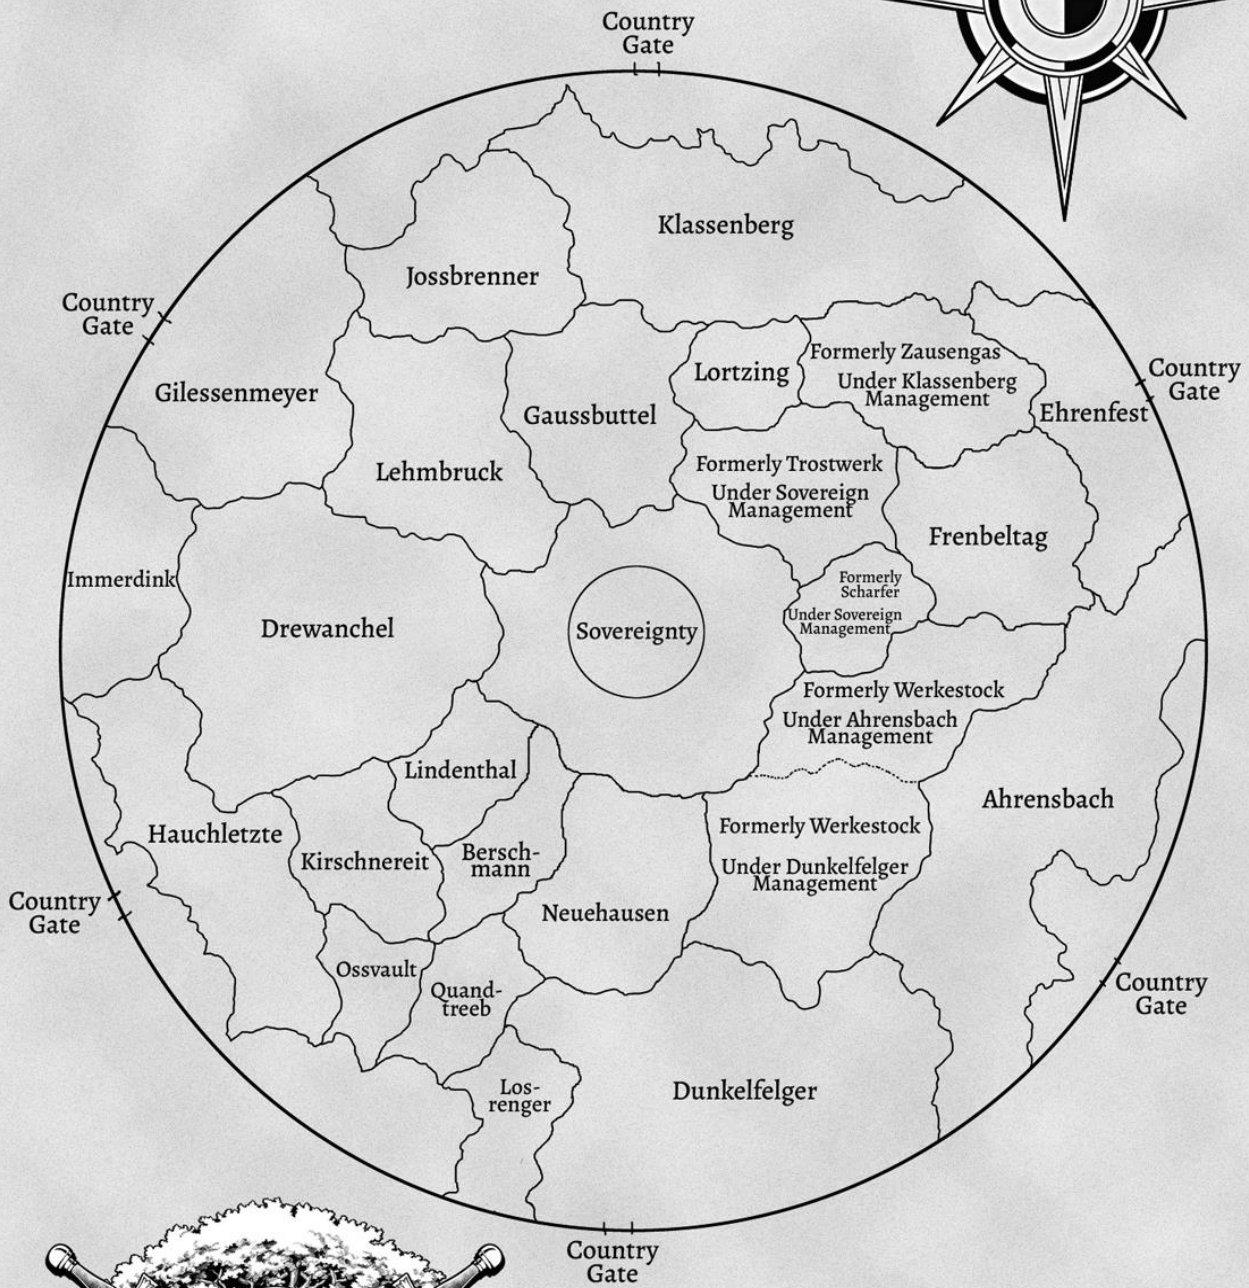 Country
Gate
Klassenberg
Jossbrenner
Country
Gate
Formerly Zausengas
Under Klassenberg
Management
Lortzing
Country
Gate
Gilessenmeyer
Gaussbuttel
Ehrenfest
Lehmbruck
Formerly Trostwerk
Under Sovereign
Management
Frenbeltag
Immerdink
Formerly
Scharfer
Under Sovereign
Management
Drewanchel
Sovereignty
Formerly Werkestock
Under Ahrensbach
Management
Lindenthal
Ahrensbach
Hauchletzte
Formerly Werkestock
Under Dunkelfelger
Management
Kirschnereit
Bersch-
mann
Country
Gate
Neuehausen
Ossvault
Quand-
treeb
Country
Gate
Los-
renger
Dunkelfelger
Country
Gate